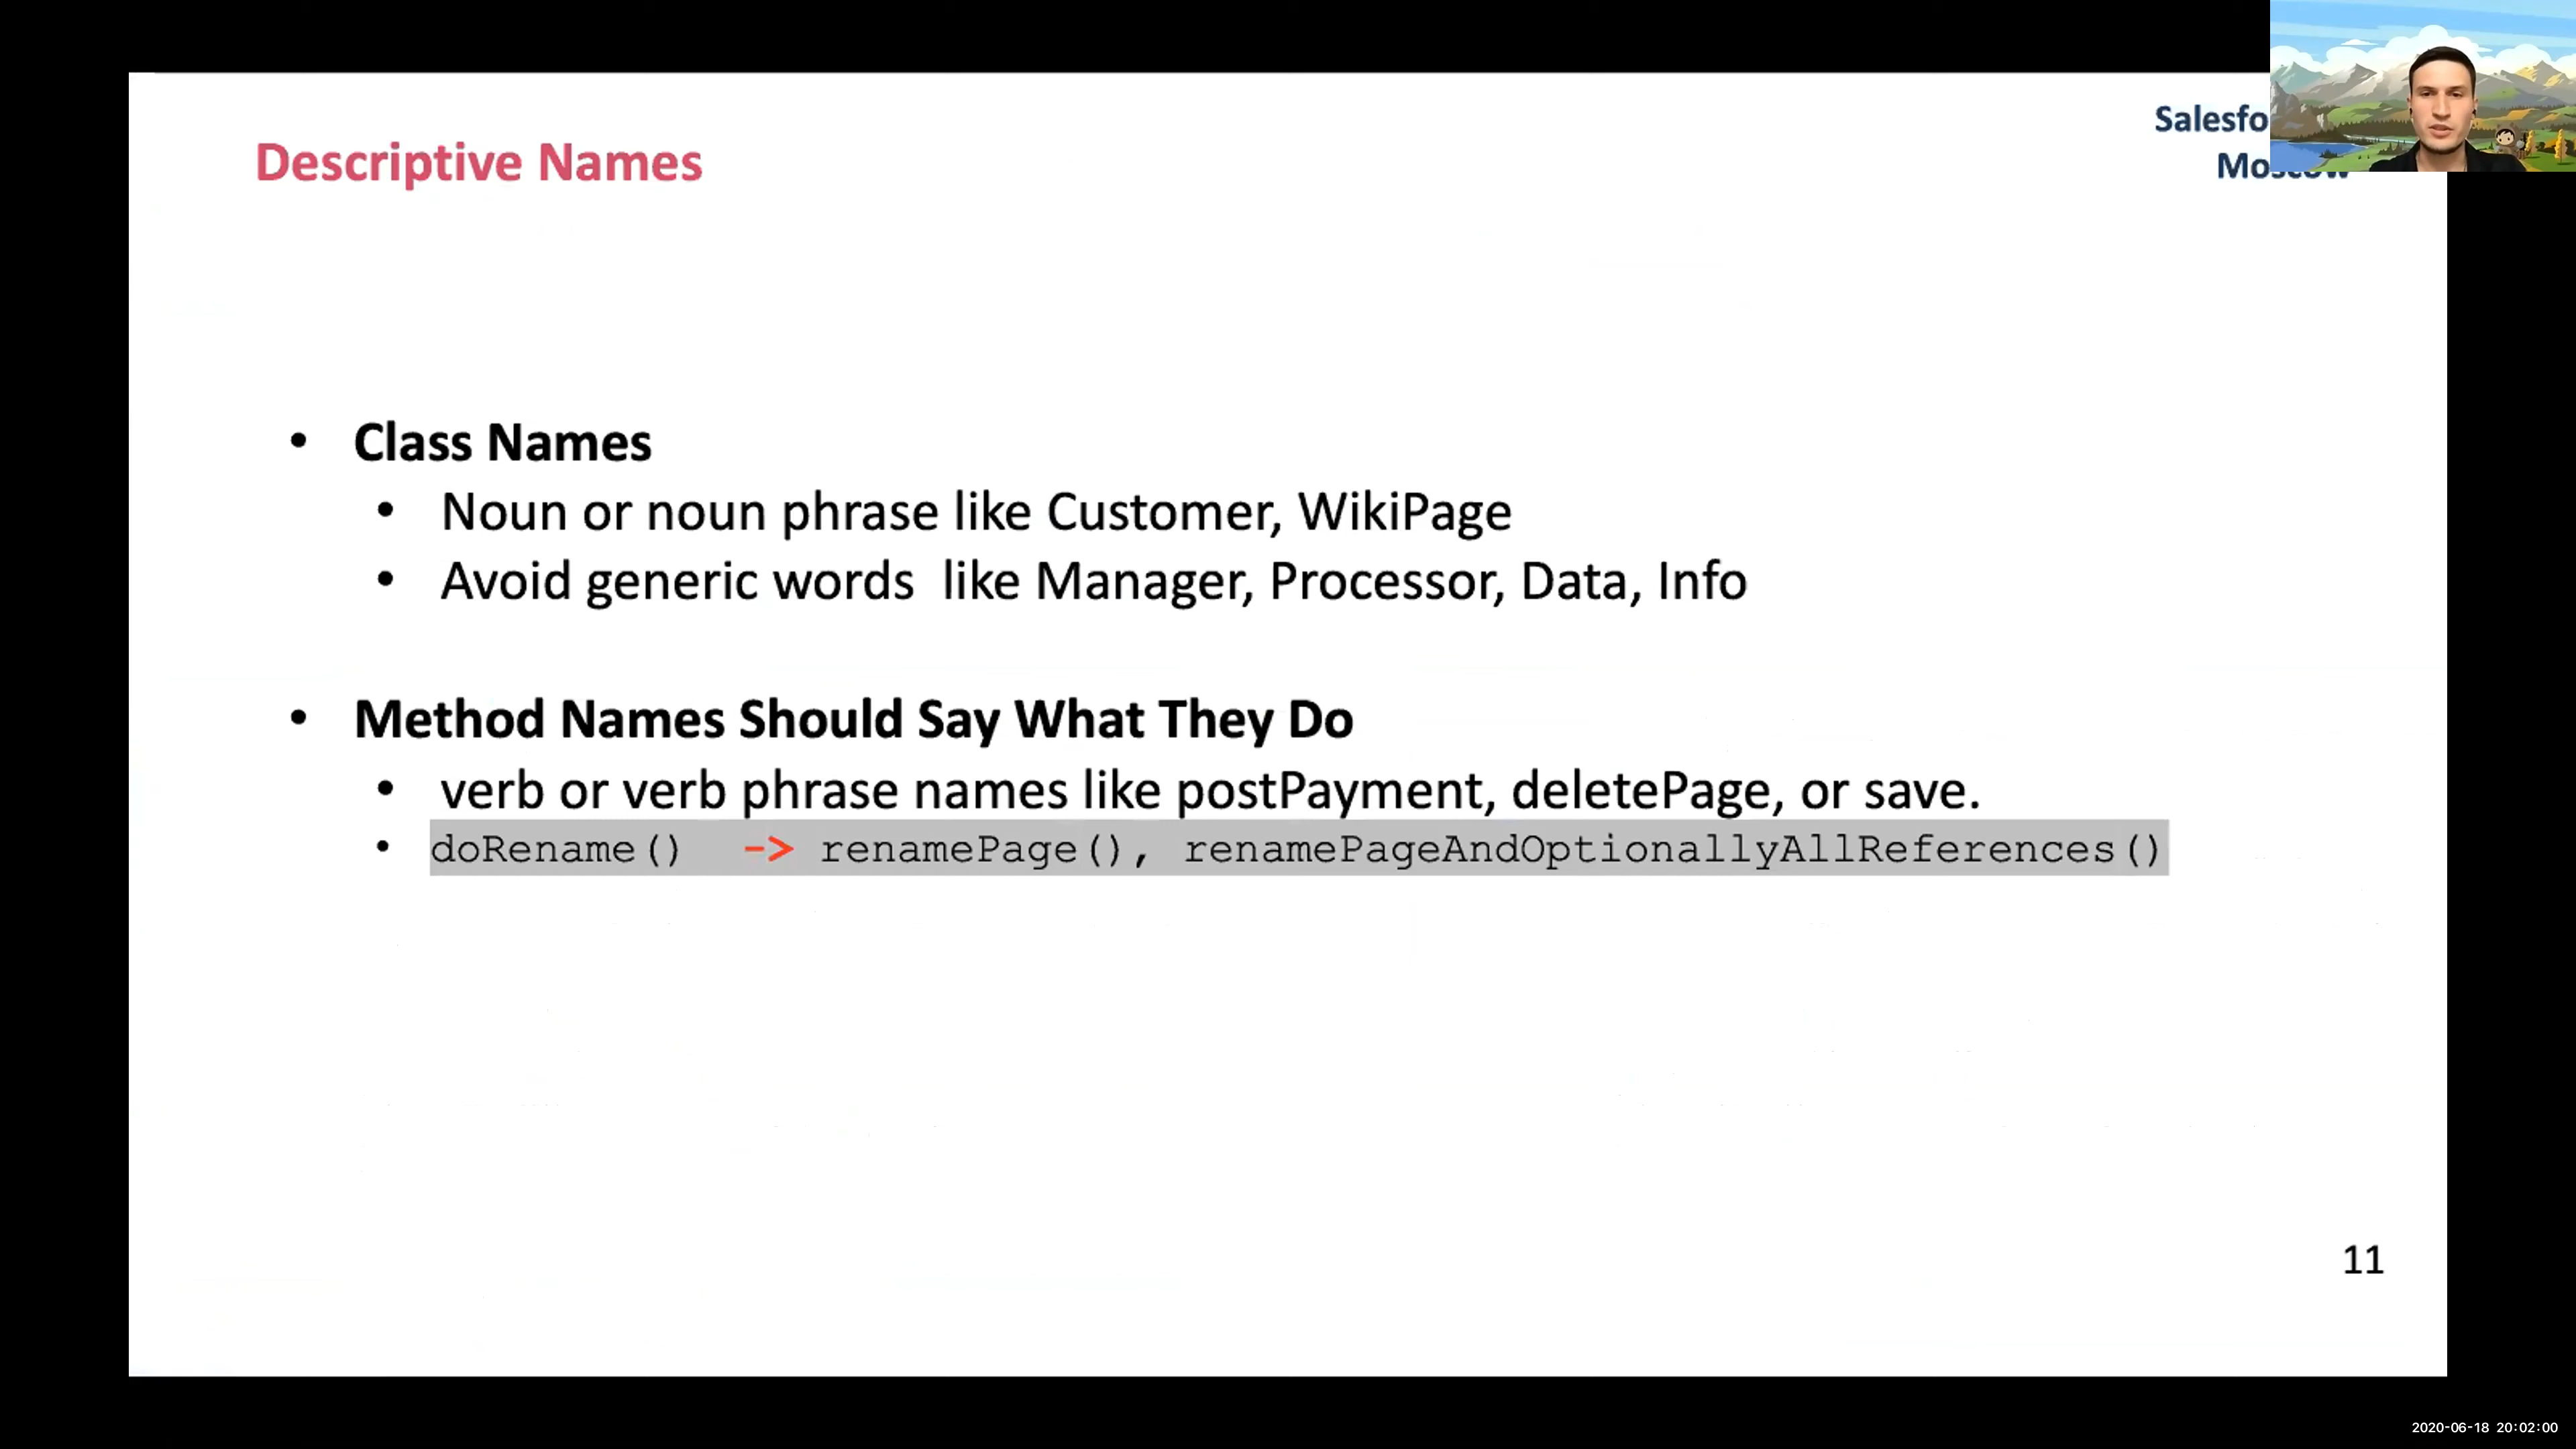 Descriptive Names
• Class Names
• Noun or noun phrase like Customer, WikiPage
• Avoid generic words like Manager, Processor, Data, Info
• Method Names Should Say What They Do
• verb or verb phrase names like postPayment, deletePage, or save.
• doRename() -> renamePage(), renamePageAndOptionallyAllReferences()
11
2020-06-18 20:02:00